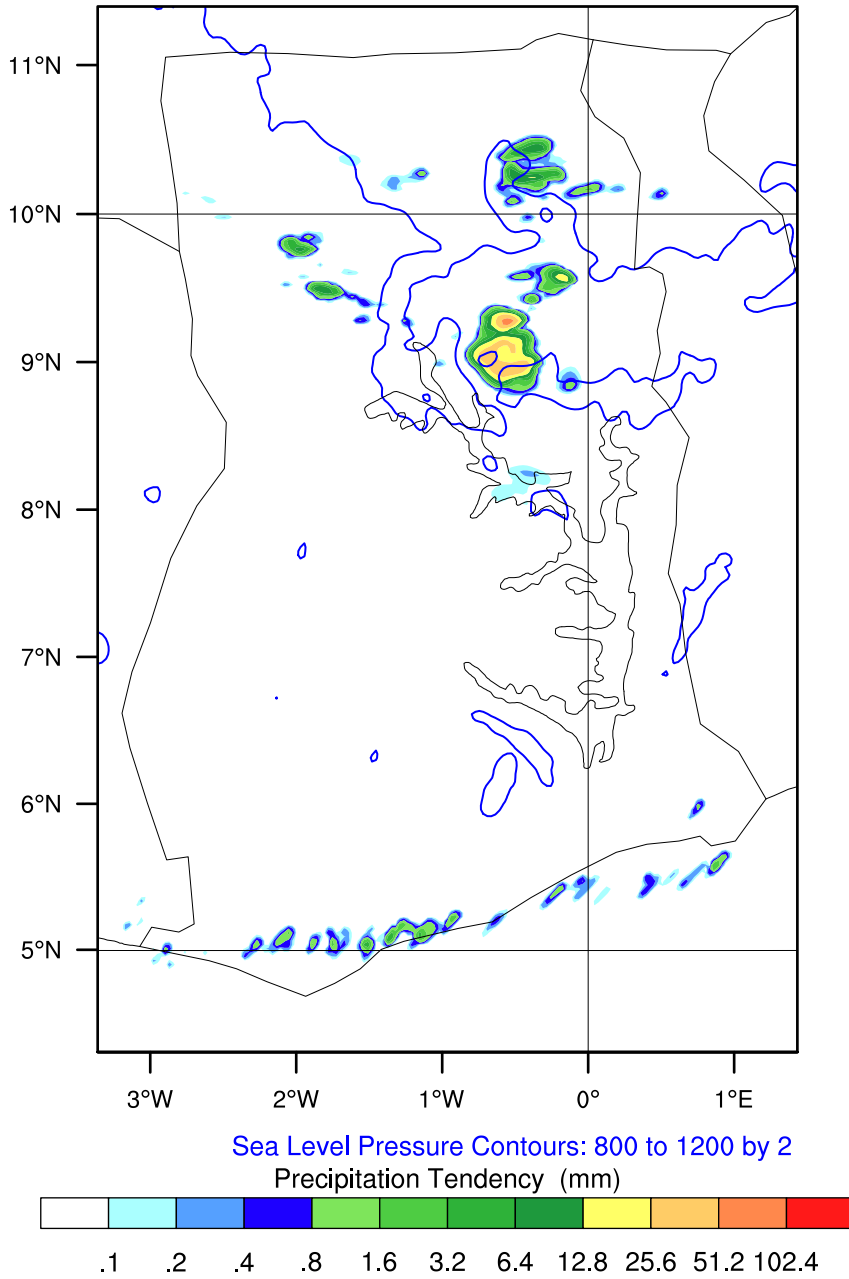 11°N
10°N
9°N
8°N
7°N
6°N
5°N
3°W 2°W 1°W 0° 1°E
Sea Level Pressure Contours: 800 to 1200 by 2
Precipitation Tendency (mm)
.1 .2 .4 .8 1.6 3.2 6.4 12.8 25.6 51.2 102.4